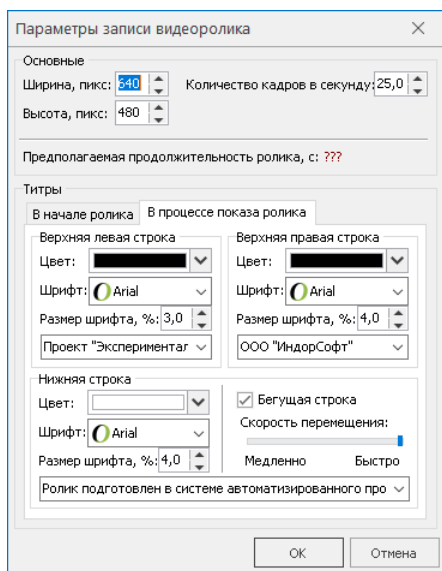 Параметры записи видеоролика
Основные
Ширина, пикс: 640 Количество кадров в секунду: 25,0
Высота, пикс: 480
Предполагаемая продолжительность ролика, с: ???
Титры
В начале ролика В процессе показа ролика
Верхняя левая строка Верхняя правая строка
Цвет: Цвет:
Шрифт: Arial Шрифт: Arial
Размер шрифта, %: 3,0 Размер шрифта, %: 4,0
Проект "Эксперимента ООО "ИндорСофт"
Нижняя строка
Цвет: Бегущая строка
Шрифт: Arial Скорость перемещения:
Размер шрифта, %: 4,0 Медленно Быстро
Ролик подготовлен в системе автоматизированного про
OK Отмена